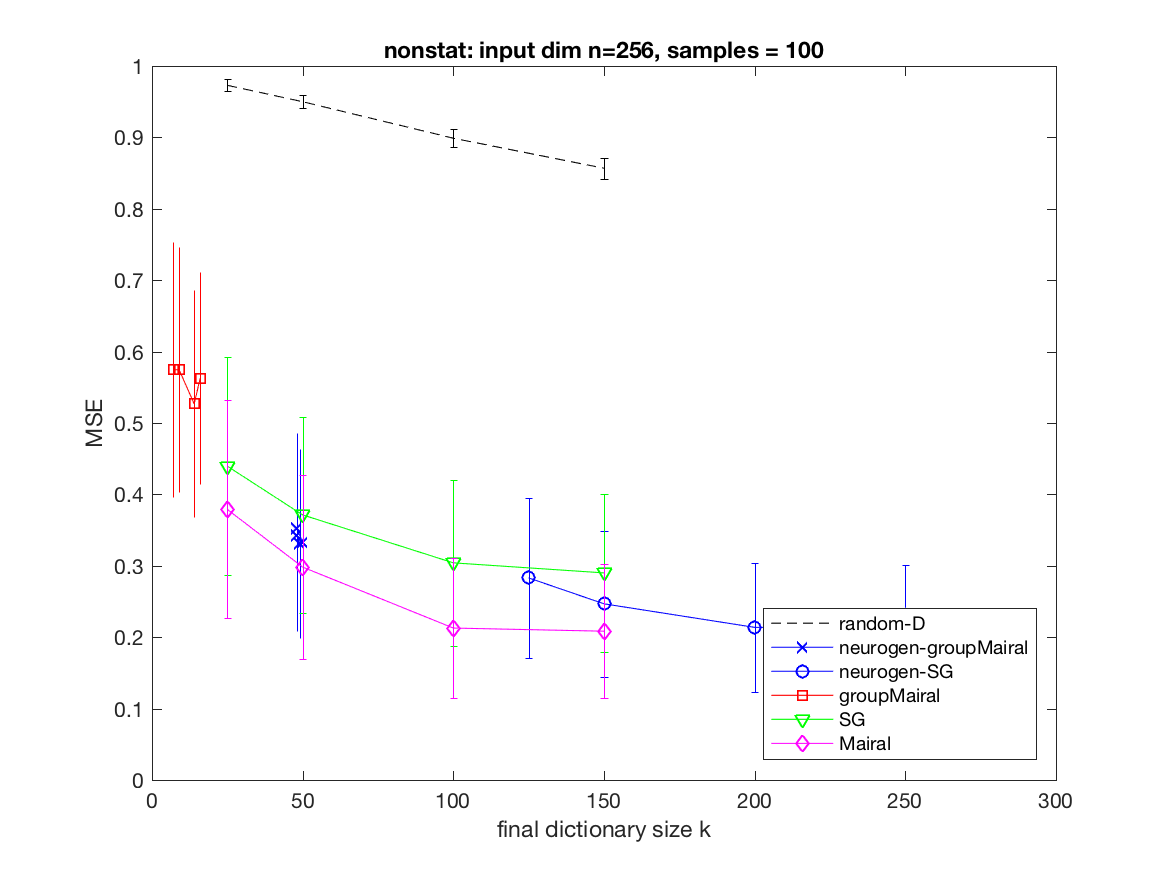 nonstat: input dim n=256, samples = 100
1
0.9
0.8
0.7
0.6
0.5
0.4
0.3
0.2
0.1
0
MSE
0
50
100
150
200
250
300
final dictionary size k
random-D
neurogen-groupMairal
neurogen-SG
groupMairal
SG
Mairal